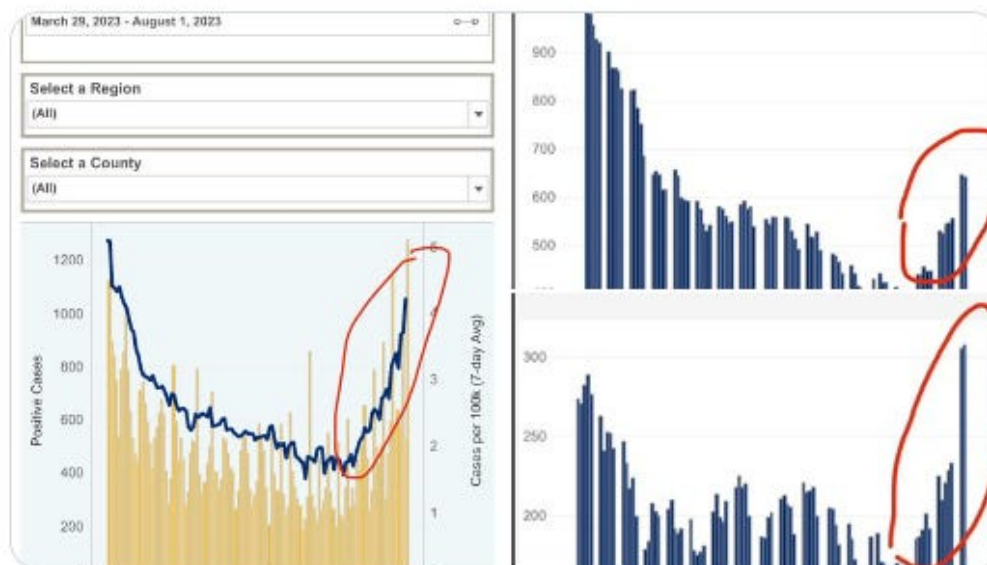 March 29, 2023 - August 1, 2023
Select a Region
(All)
Select a County
(All)
Positive Cases
1200
1000
800
600
400
200
5
4
3
2
1
Cases per 100k (7-day Avg)
900
800
700
600
500
300
250
200